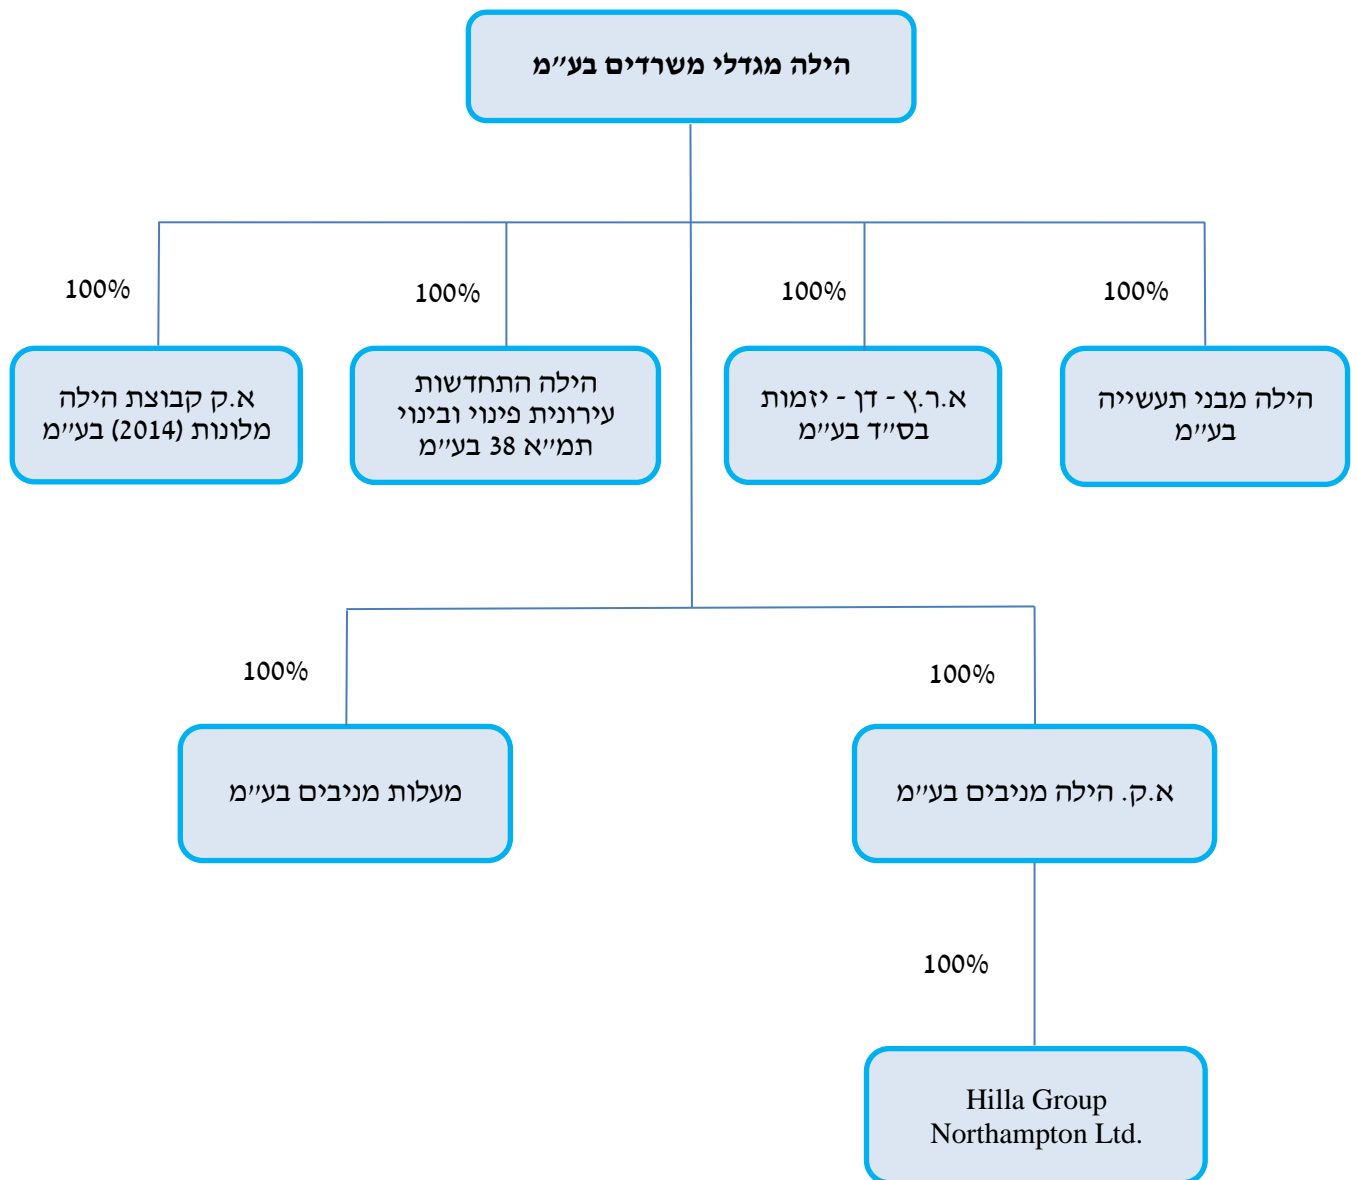 הילה מגדלי משרדים בע״מ
100%
100%
100%
100%
הילה מבני תעשייה
בע״מ
א.ר.ץ - דן - יזמות
בס״ד בע״מ
הילה התחדשות
עירונית פינוי ובינוי
תמ״א 38 בע״מ
א.ק קבוצת הילה
מלונות (2014) בע״מ
100%
100%
א.ק. הילה מניבים בע״מ
מעלות מניבים בע״מ
100%
Hilla Group
Northampton Ltd.